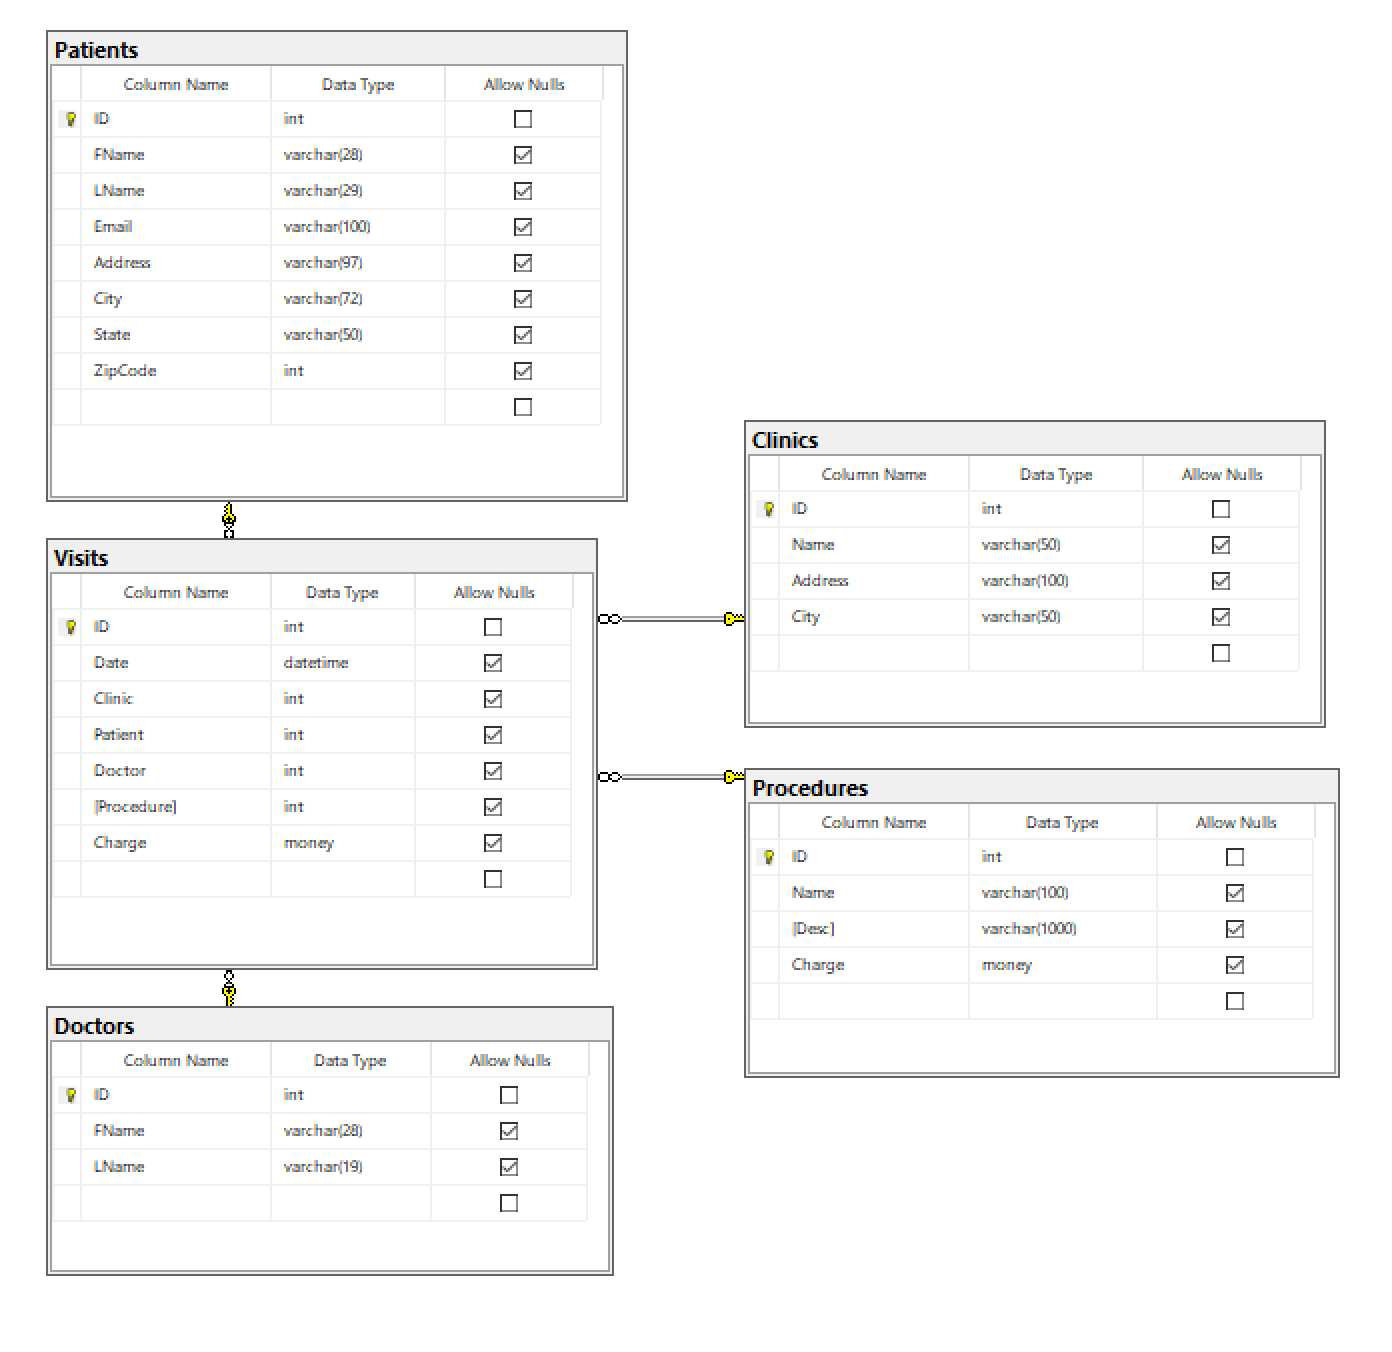 Patients
Column Name Data Type Allow Nulls
ID int
FName varchar(28)
LName varchar(29)
Email varchar(100)
Address varchar(97)
City varchar(72)
State varchar(50)
ZipCode int
Clinics
Column Name Data Type Allow Nulls
ID int
Name varchar(50)
Address varchar(100)
City varchar(50)
Visits
Column Name Data Type Allow Nulls
ID int
Date datetime
Clinic int
Patient int
Doctor int
[Procedure] int
Charge money
Procedures
Column Name Data Type Allow Nulls
ID int
Name varchar(100)
[Desc] varchar(1000)
Charge money
Doctors
Column Name Data Type Allow Nulls
ID int
FName varchar(28)
LName varchar(19)